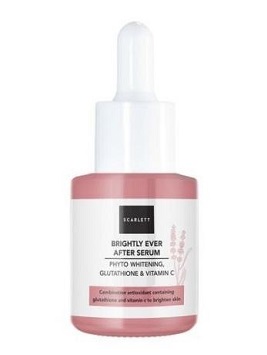 SCARLETT
BRIGHTLY EVER
AFTER SERUM
PHYTO WHITENING,
GLUTATHIONE & VITAMIN C
Combination antioxidant containing
glutathione and vitamin c to brighten skin